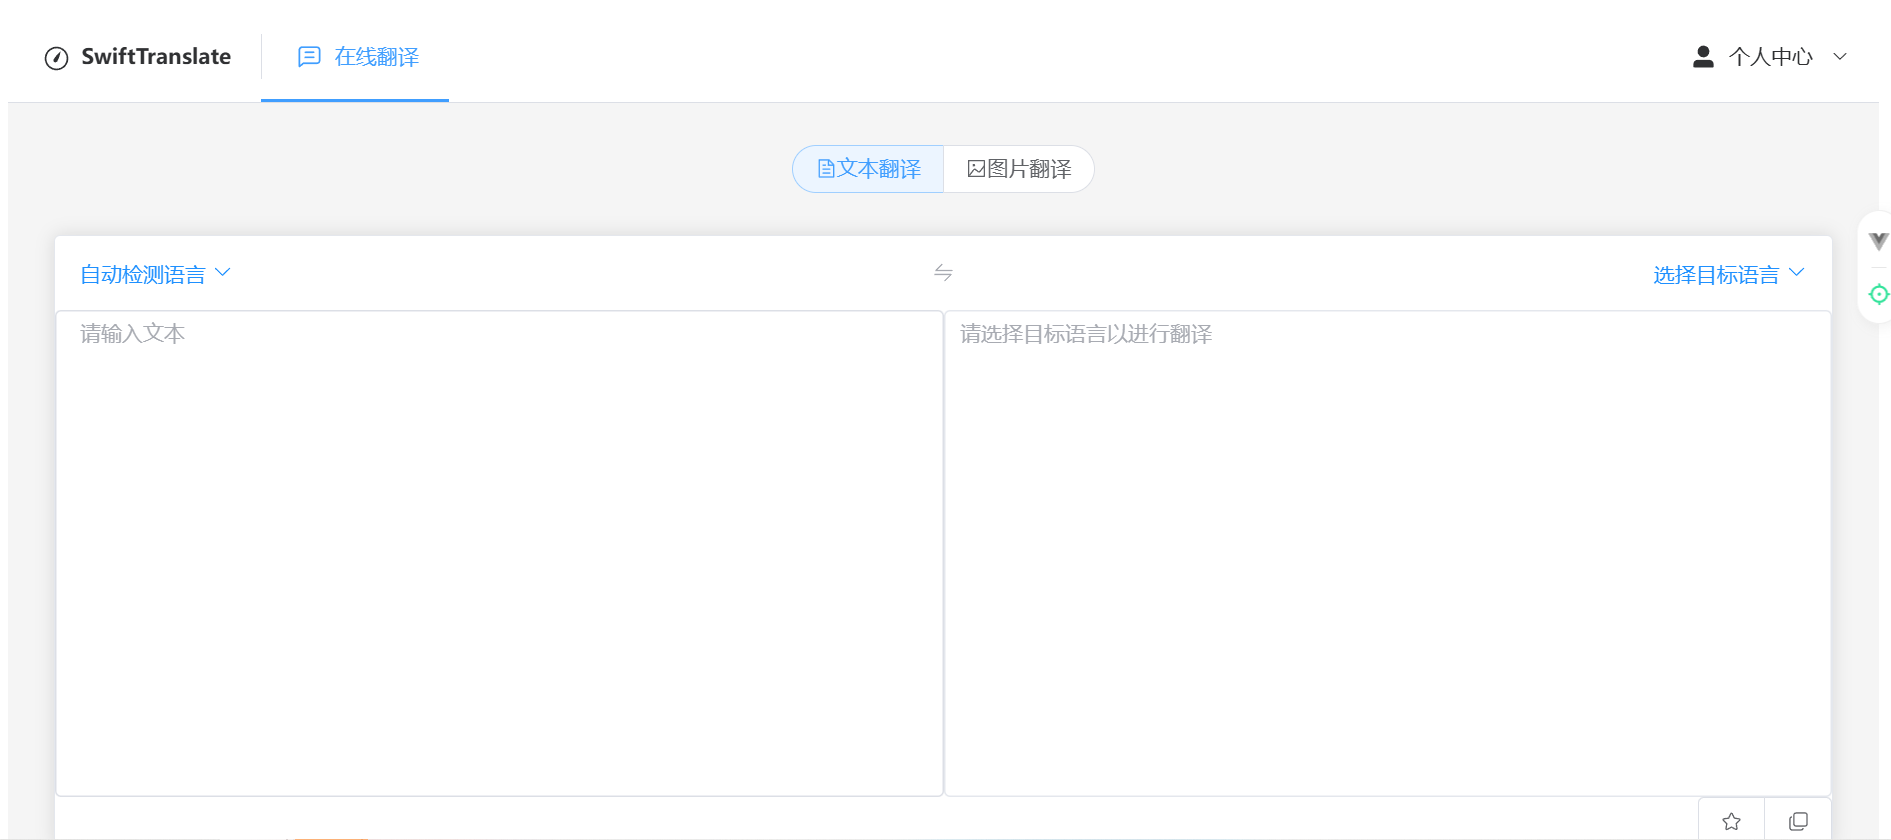 SwiftTranslate
在线翻译
个人中心
文本翻译
图片翻译
自动检测语言
选择目标语言
请输入文本
请选择目标语言以进行翻译